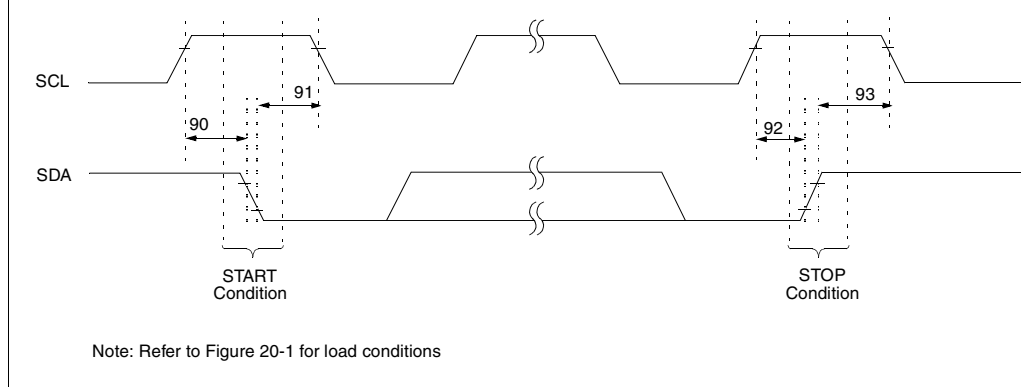 SCL
91
93
90
92
SDA
START
Condition
STOP
Condition
Note: Refer to Figure 20-1 for load conditions